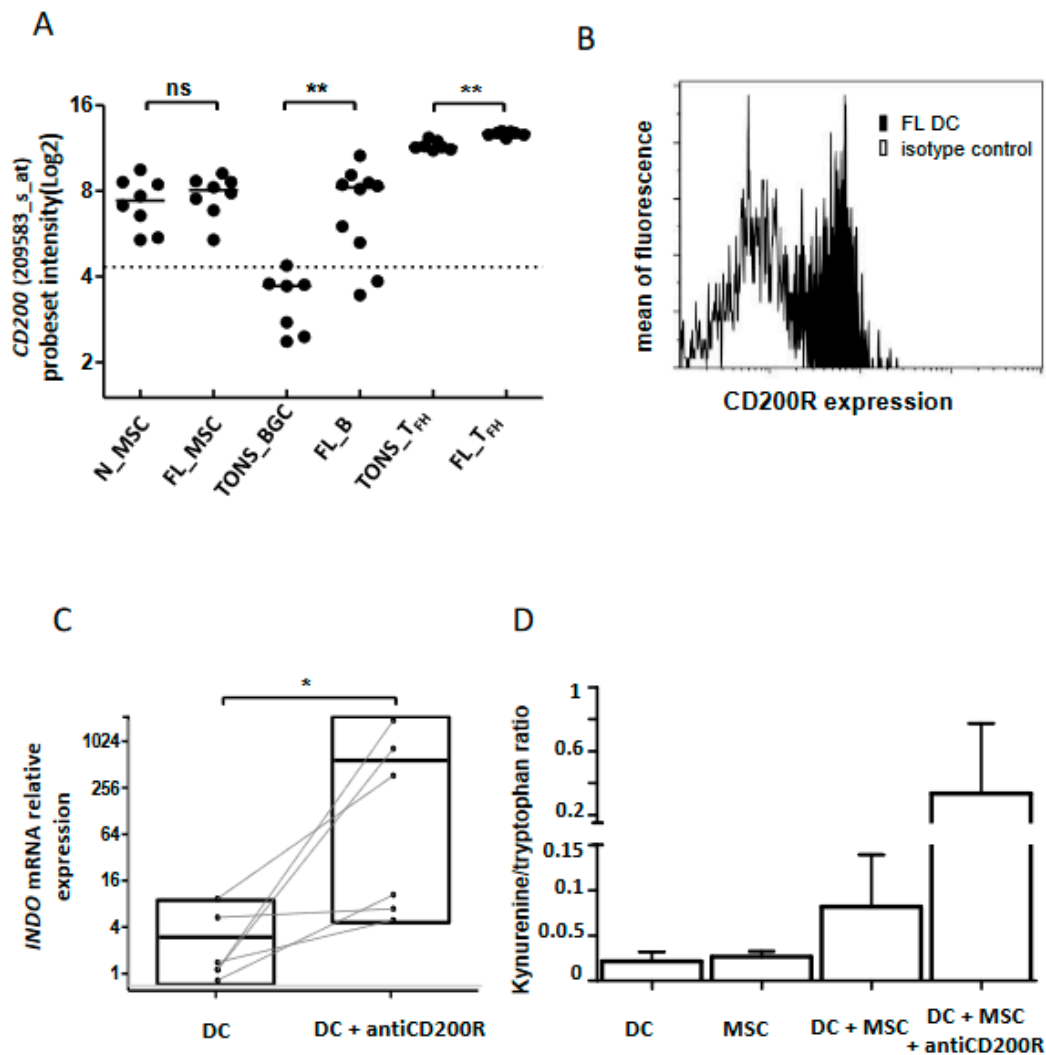 A
ns
**
**
16
8
4
2
CD200 (209583_s_at)
probeset intensity(Log2)
N_MSC
FL_MSC
TONS_BGC
FL_B
TONS_TFH
FL_TFH
B
FL DC
isotype control
mean of fluorescence
CD200R expression
C
*
1024
256
64
16
4
1
INDO mRNA relative
expression
DC
DC + antiCD200R
D
1
0.6
0.2
0.15
0.1
0.05
0
Kynurenine/tryptophan ratio
DC
MSC
DC + MSC
DC + MSC
+ antiCD200R